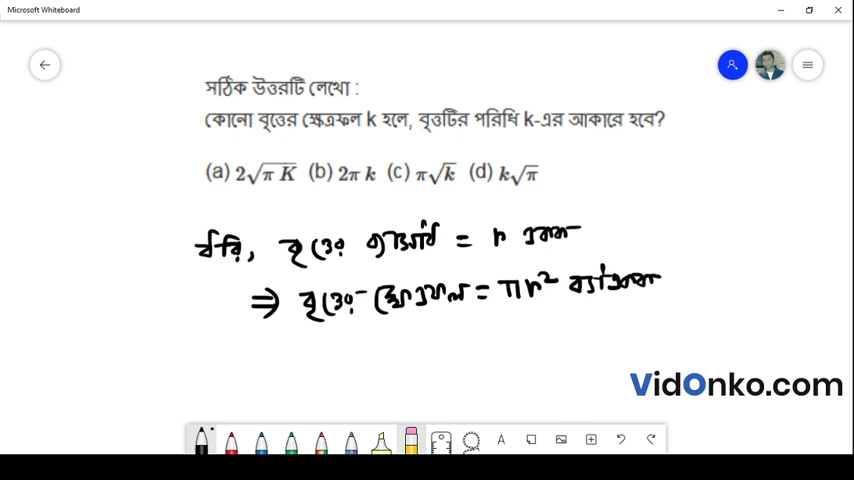 Microsoft Whiteboard
সঠিক উত্তরটি লেখো :
কোনো বৃত্তের ক্ষেত্রফল k হলে, বৃত্তটির পরিধি k-এর আকারে হবে?
(a) 2√π K (b) 2π k (c) π√k (d) k√π
ধরি, বৃত্তের ব্যাসার্ধ = r একক
⇒ বৃত্তের ক্ষেত্রফল = πr² বর্গএকক
VidOnko.com
A